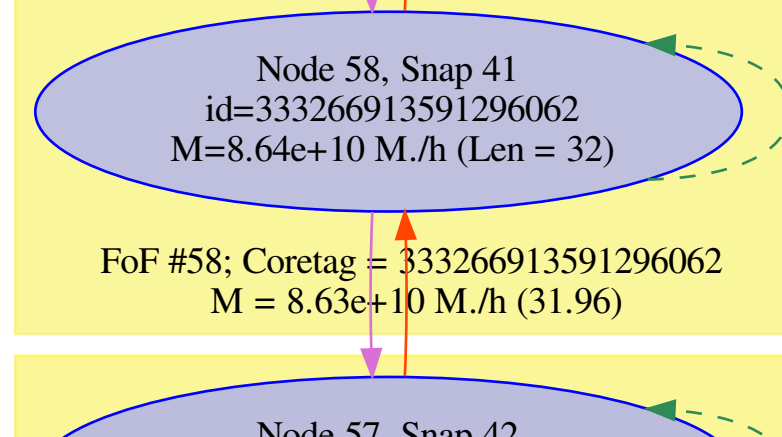 Node 58, Snap 41
id=333266913591296062
M=8.64e+10 M./h (Len = 32)
FoF #58; Coretag = 333266913591296062
M = 8.63e+10 M./h (31.96)
Node 57, Snap 42